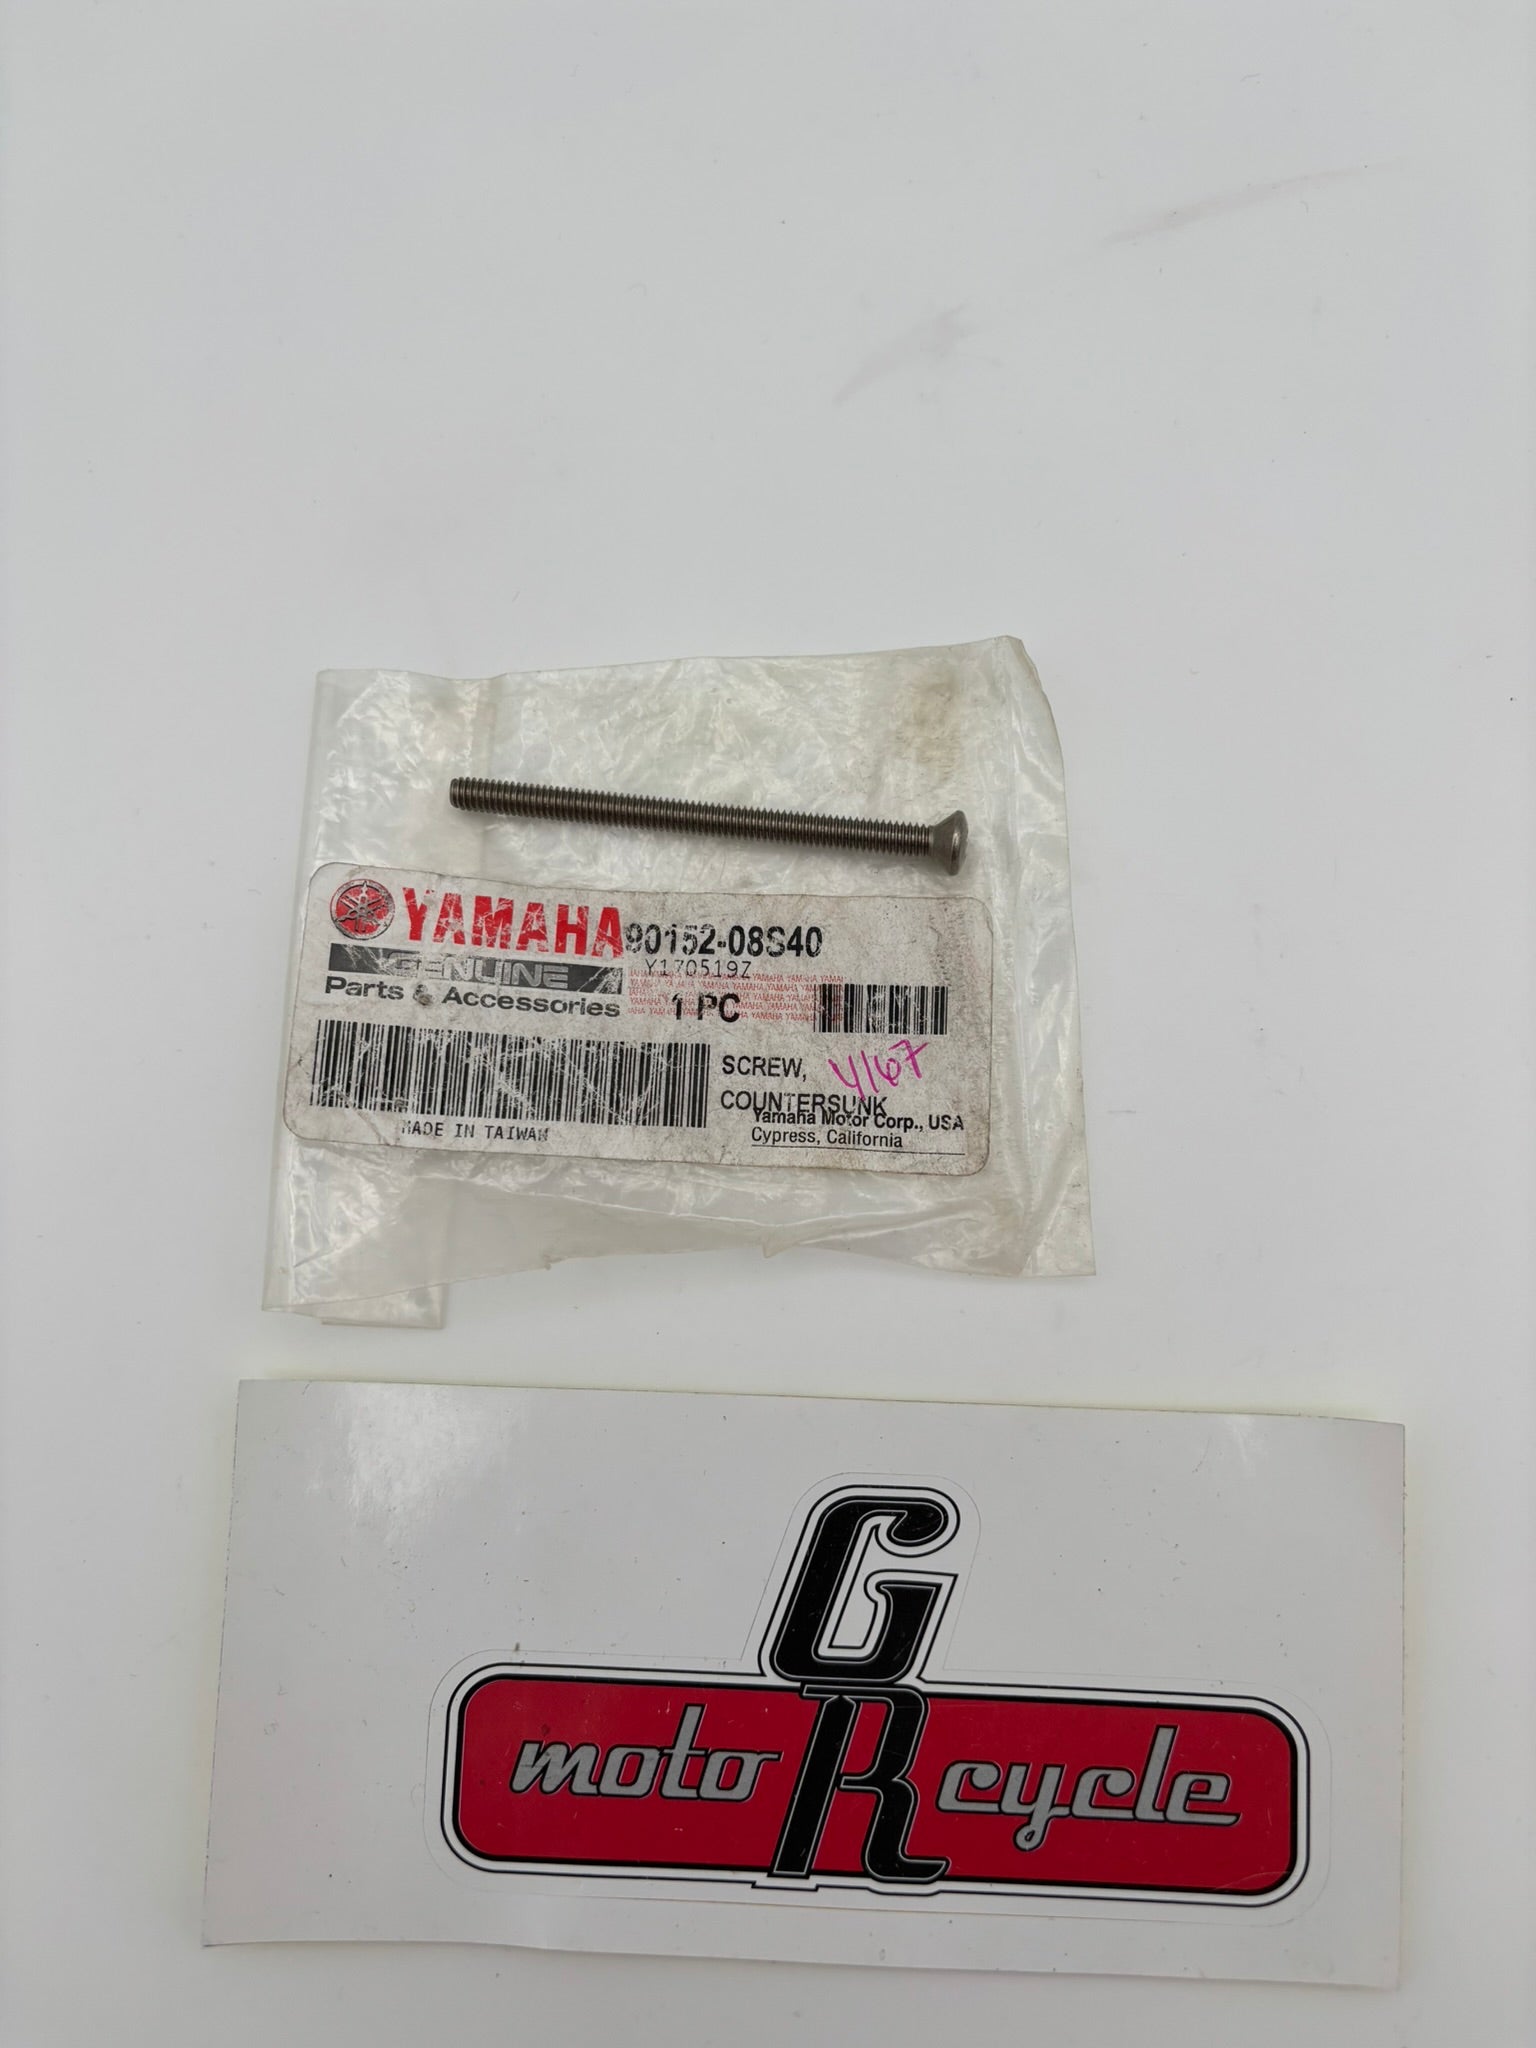 YAMAHA
GENUINE
Parts & Accessories
90152-08S40
Y170519Z
1 PC
SCREW,
COUNTERSUNK
4167
Yamaha Motor Corp., USA
Cypress, California
MADE IN TAIWAN
GR
moto cycle